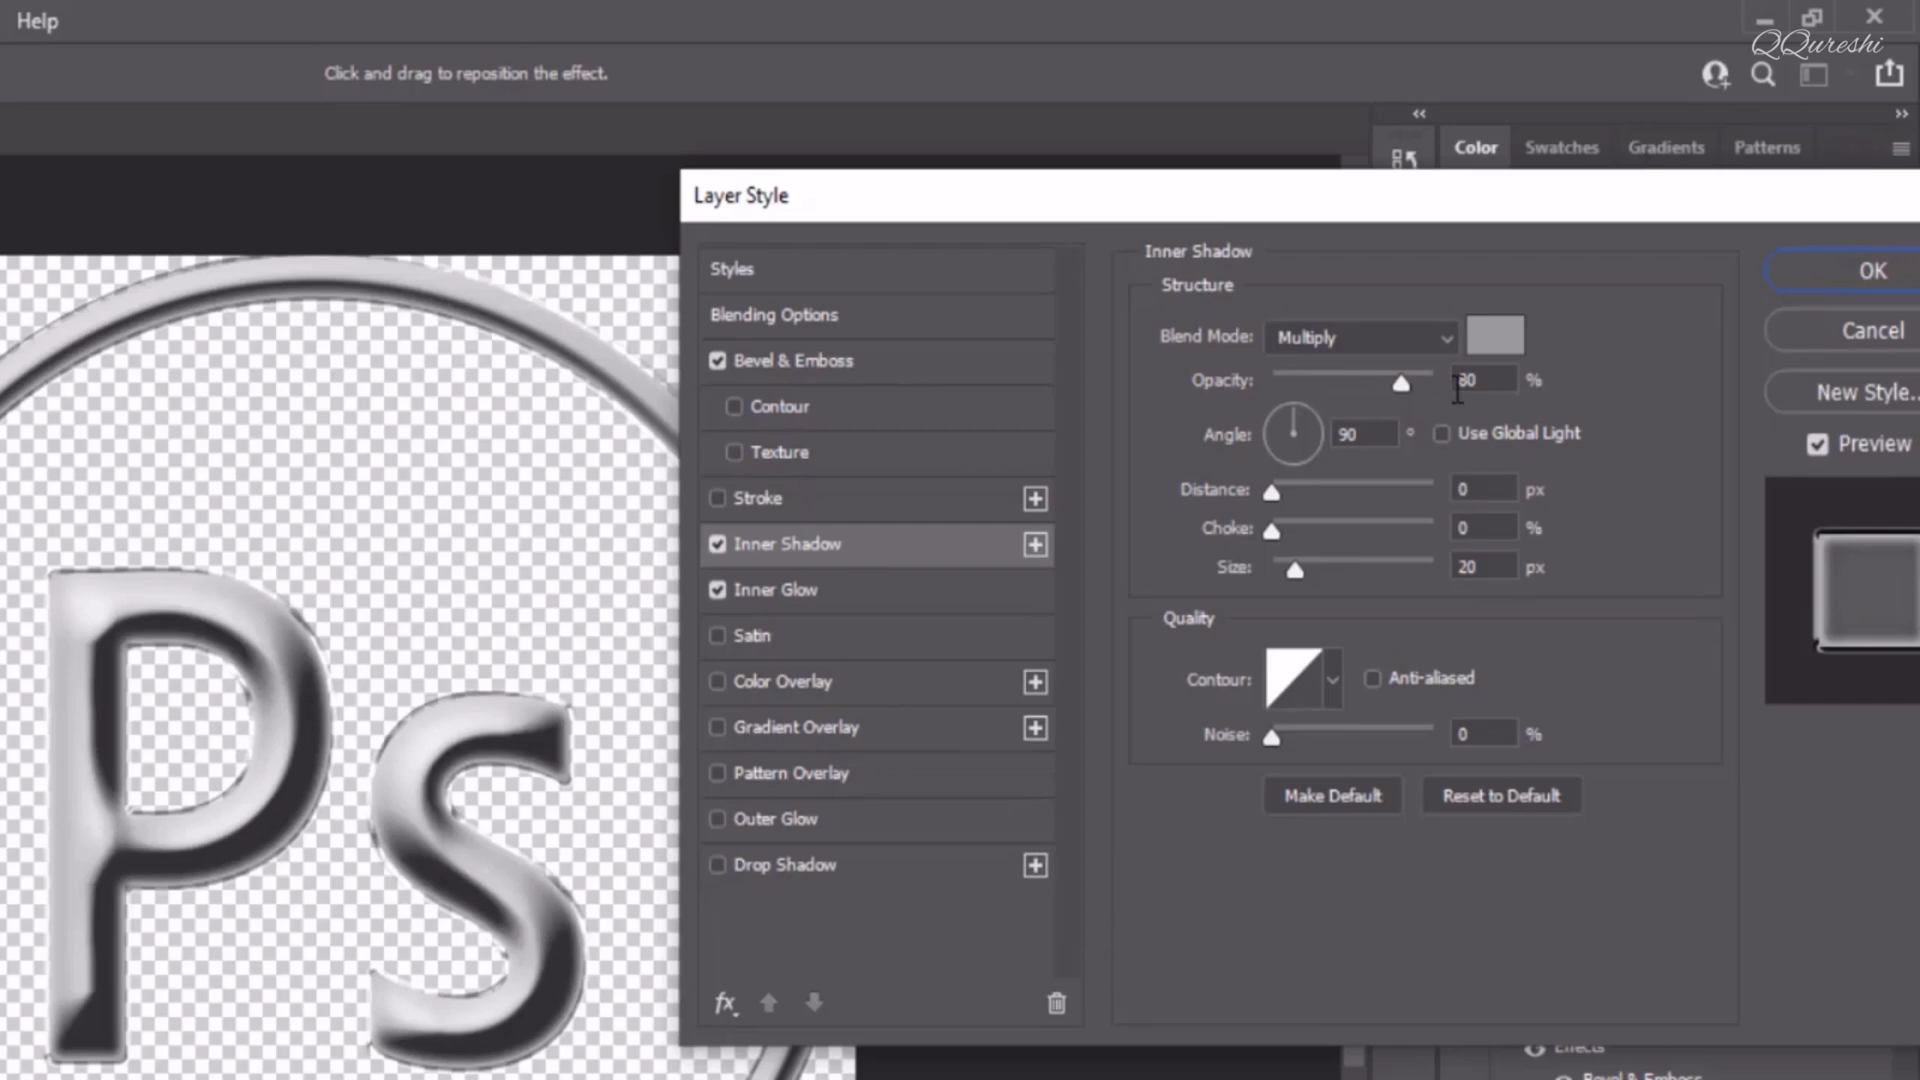 Help
QQureshi
Click and drag to reposition the effect.
Color Swatches Gradients Patterns
Layer Style
Styles
Blending Options
Bevel & Emboss
Contour
Texture
Stroke
Inner Shadow
Inner Glow
Satin
Color Overlay
Gradient Overlay
Pattern Overlay
Outer Glow
Drop Shadow
fx
Inner Shadow
Structure
Blend Mode: Multiply
Opacity: 80 %
Angle: 90 ° Use Global Light
Distance: 0 px
Choke: 0 %
Size: 20 px
Quality
Contour: Anti-aliased
Noise: 0 %
Make Default Reset to Default
OK
Cancel
New Style..
Preview
Ps
Effects
Bevel & Emboss